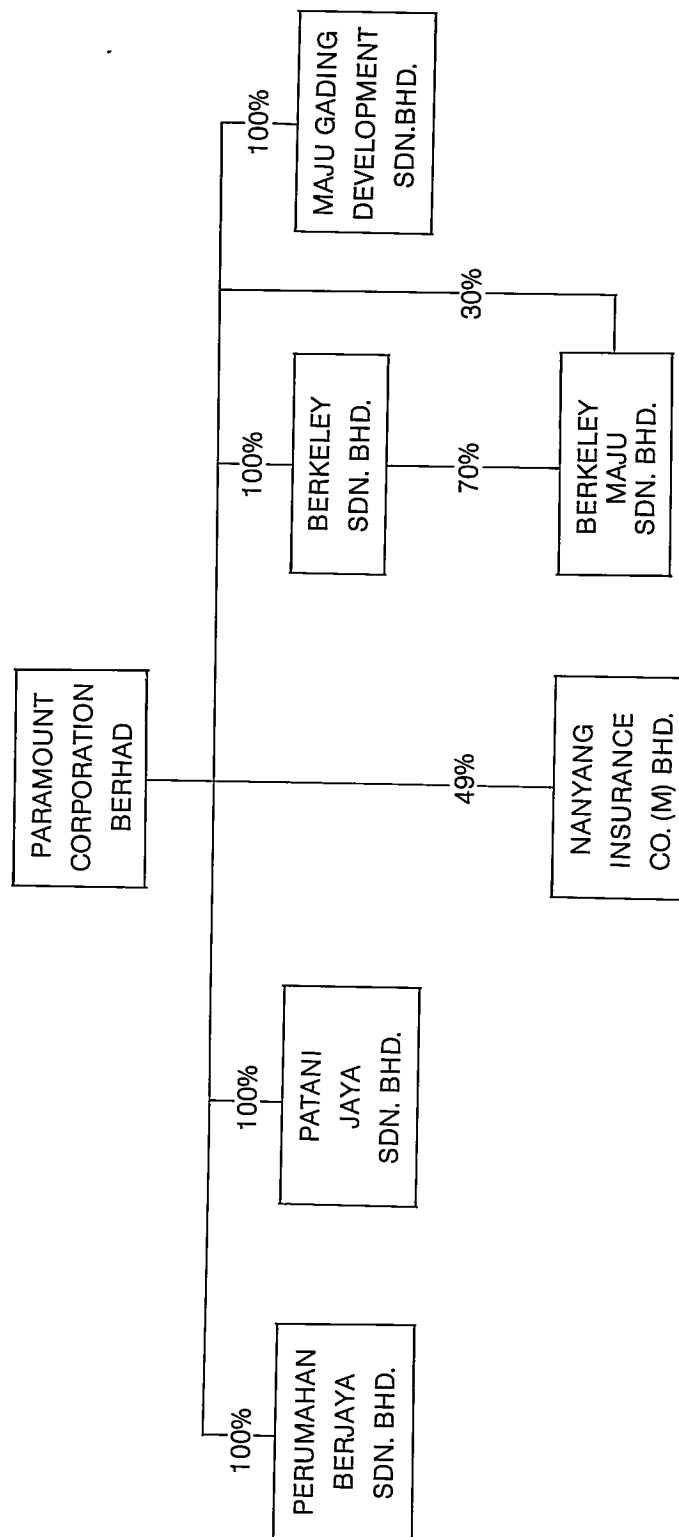 PARAMOUNT
CORPORATION
BERHAD
100%
100%
100%
100%
PERUMAHAN
BERJAYA
SDN. BHD.
PATANI
JAYA
SDN. BHD.
BERKELEY
SDN. BHD.
MAJU GADING
DEVELOPMENT
SDN.BHD.
49%
70%
30%
NANYANG
INSURANCE
CO. (M) BHD.
BERKELEY
MAJU
SDN. BHD.